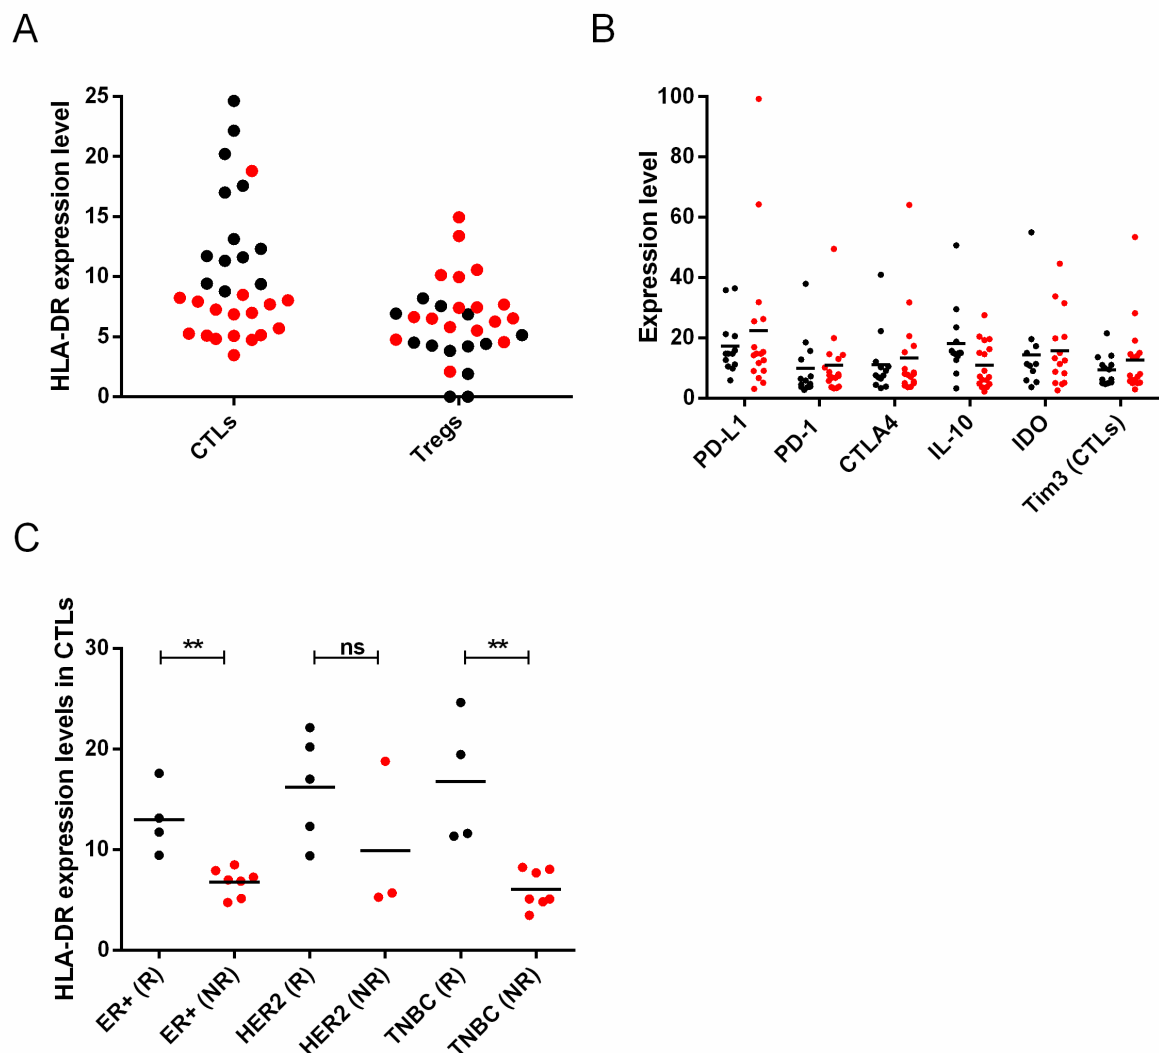 A
HLA-DR expression level
25
20
15
10
5
0
CTLs
Tregs
B
Expression level
100
80
60
40
20
0
PD-L1
PD-1
CTLA4
IL-10
IDO
Tim3 (CTLs)
C
HLA-DR expression levels in CTLs
30
20
10
0
**
ns
**
ER+ (R)
ER+ (NR)
HER2 (R)
HER2 (NR)
TNBC (R)
TNBC (NR)